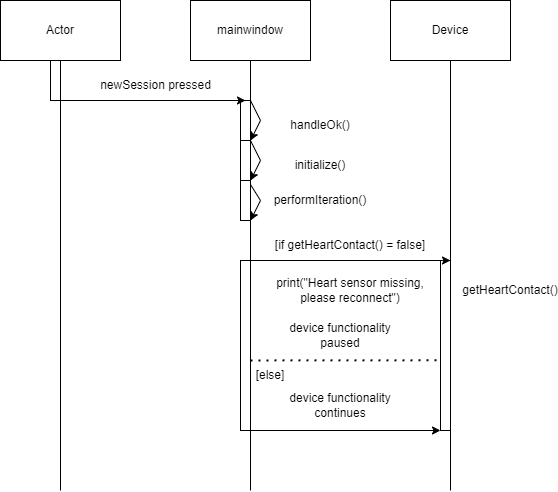 Actor
mainwindow
Device
newSession pressed
handleOk()
initialize()
performIteration()
[if getHeartContact() = false]
print("Heart sensor missing,
please reconnect")
getHeartContact()
device functionality
paused
[else]
device functionality
continues